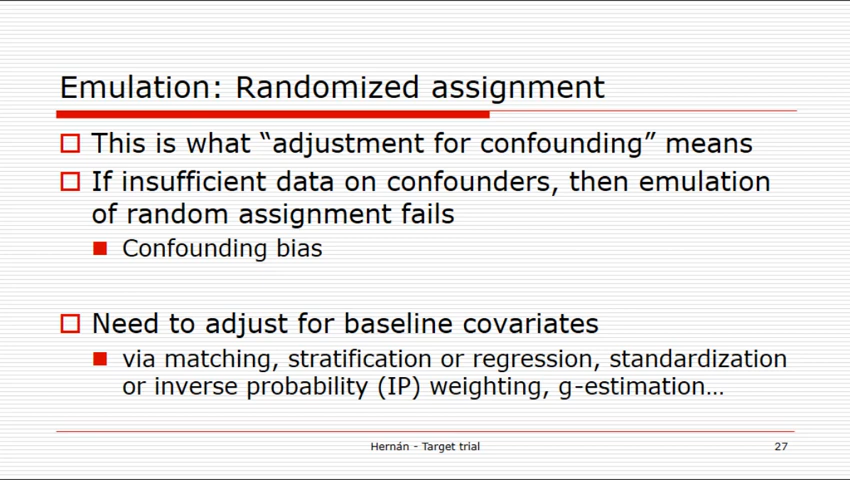 Emulation: Randomized assignment
This is what “adjustment for confounding” means
If insufficient data on confounders, then emulation
of random assignment fails
Confounding bias
Need to adjust for baseline covariates
via matching, stratification or regression, standardization
or inverse probability (IP) weighting, g-estimation…
Hernán - Target trial
27